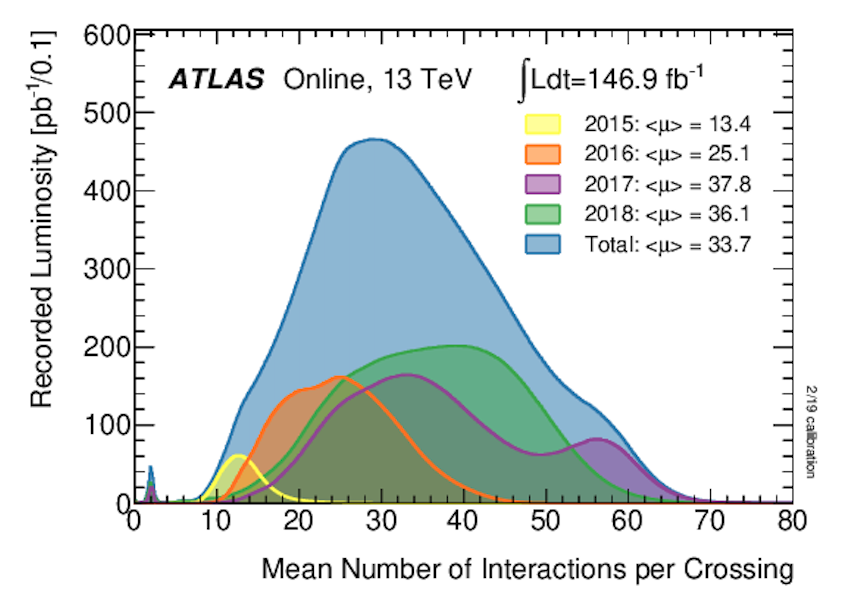 Recorded Luminosity [pb⁻¹/0.1]
600
500
400
300
200
100
0
ATLAS Online, 13 TeV ∫Ldt=146.9 fb⁻¹
2015: <μ> = 13.4
2016: <μ> = 25.1
2017: <μ> = 37.8
2018: <μ> = 36.1
Total: <μ> = 33.7
2/19 calibration
0 10 20 30 40 50 60 70 80
Mean Number of Interactions per Crossing